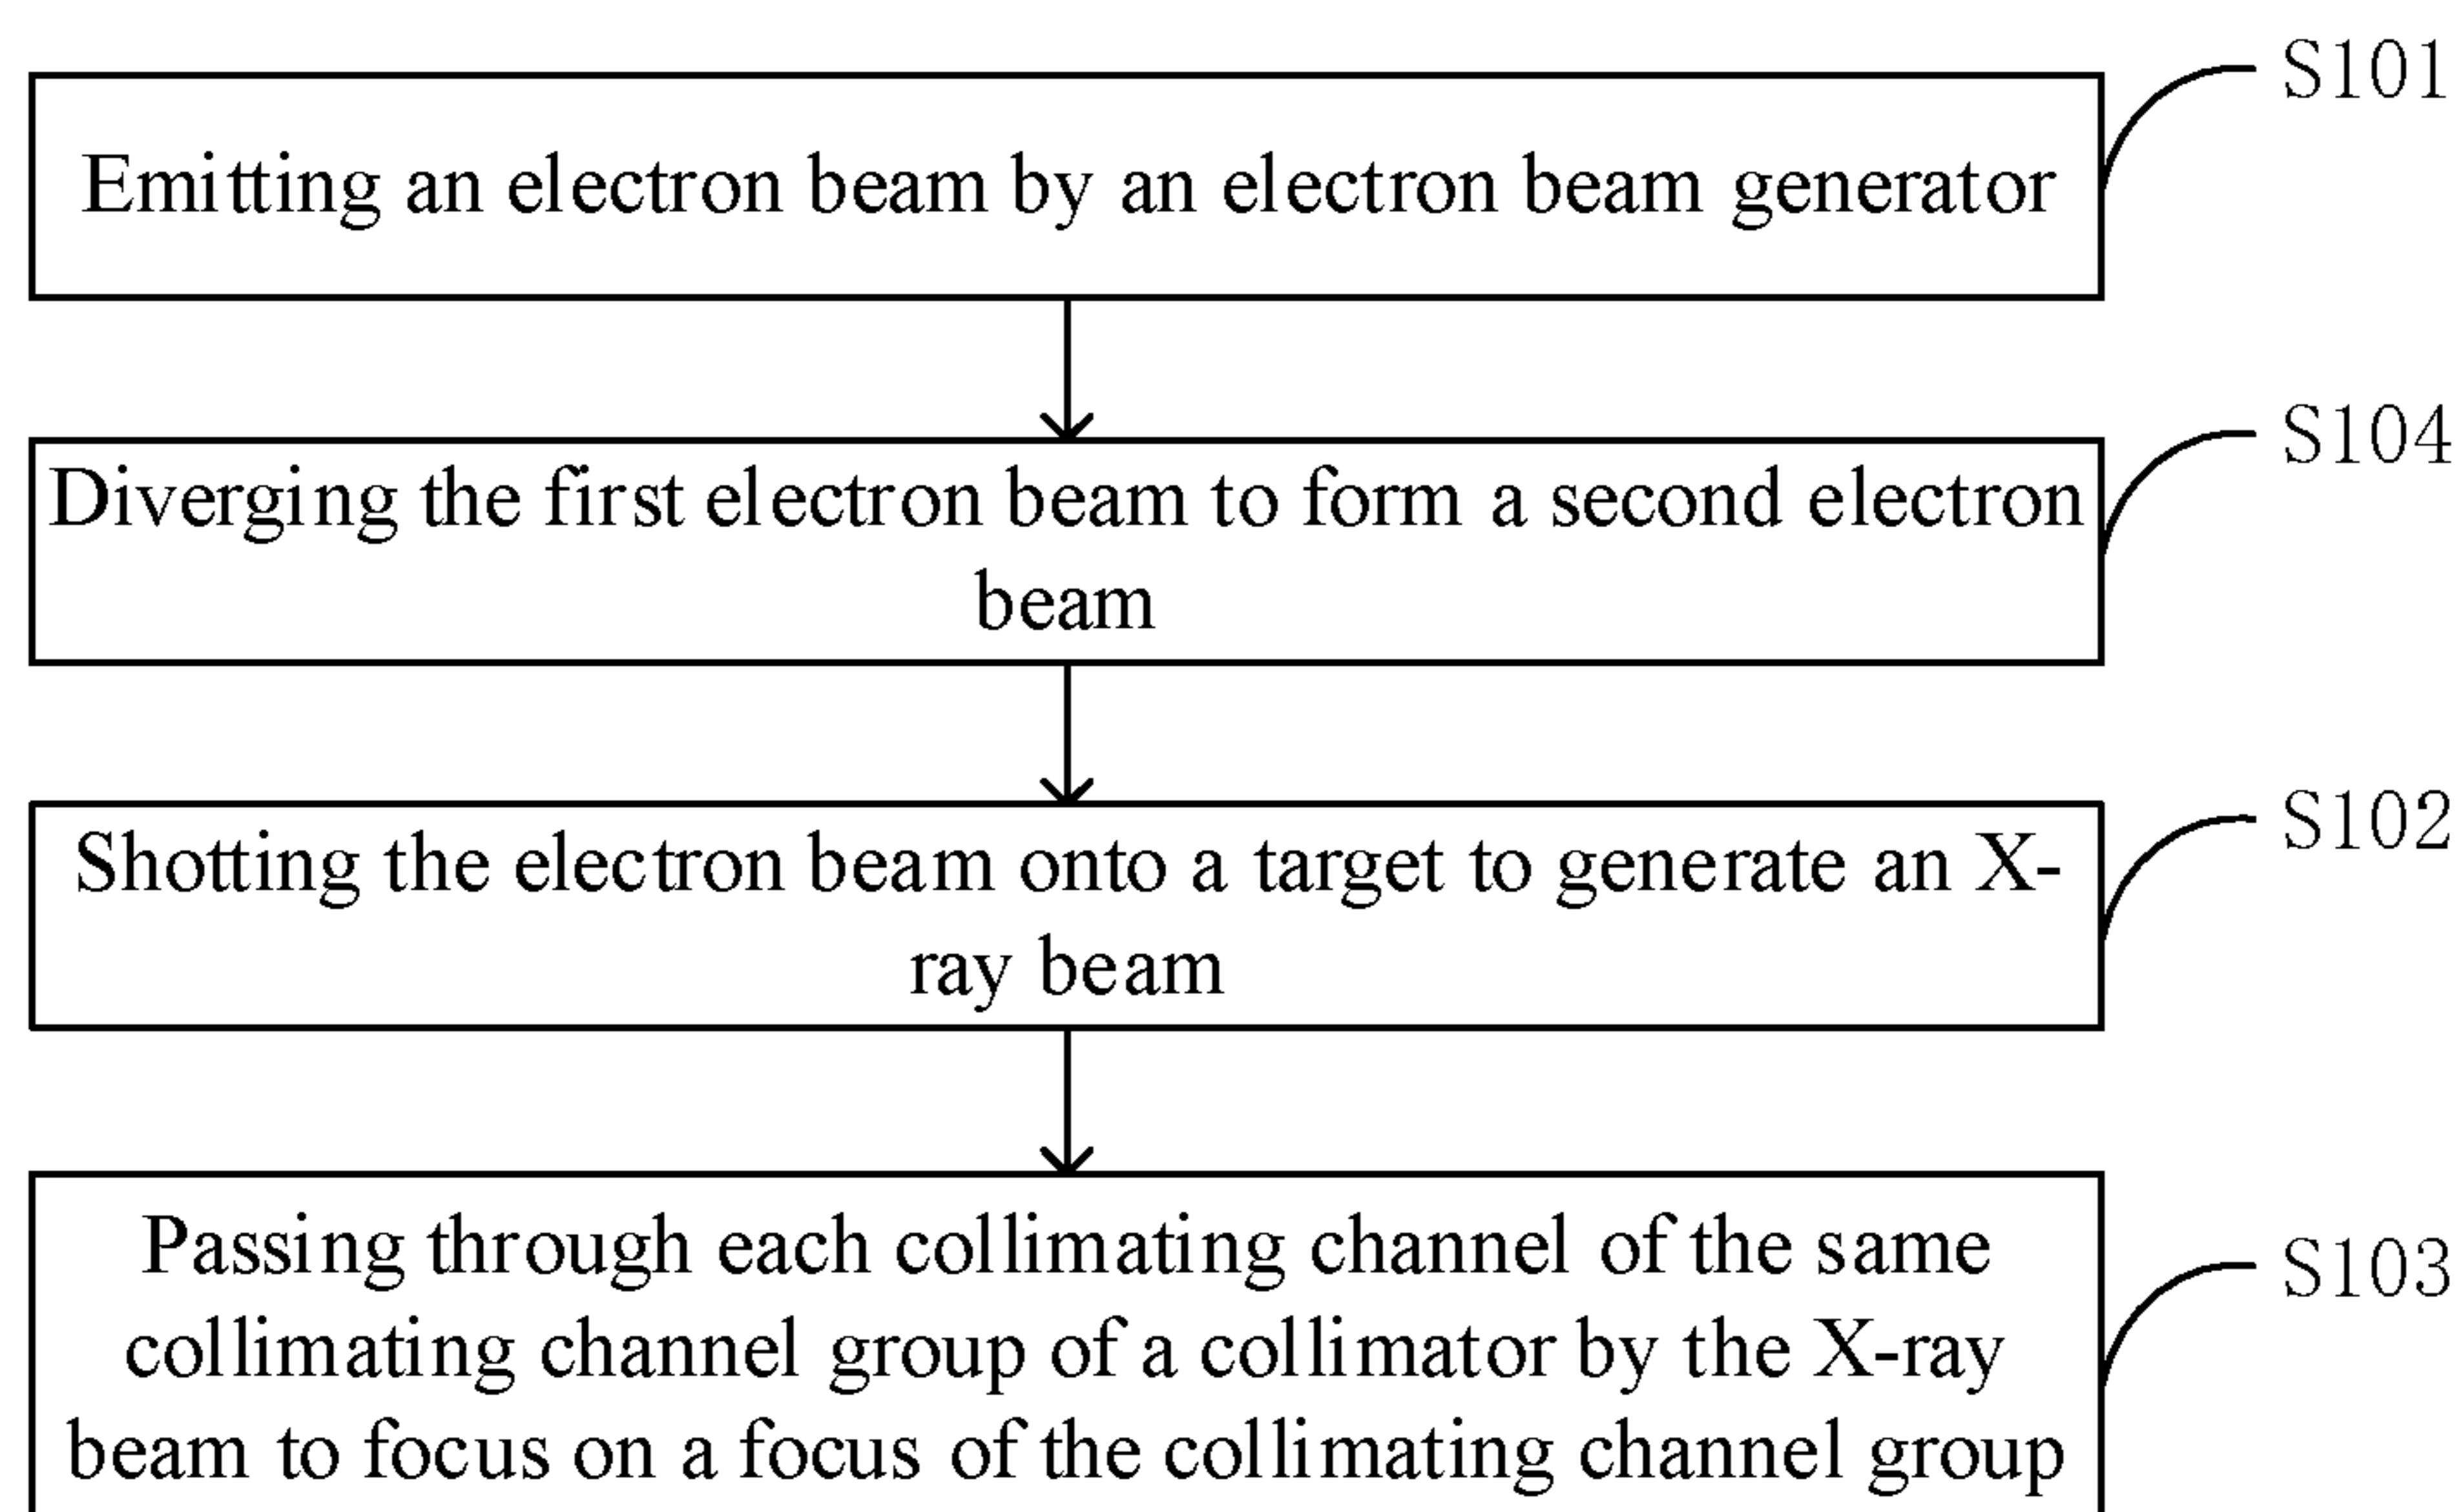 S101
Emitting an electron beam by an electron beam generator
S104
Diverging the first electron beam to form a second electron
beam
S102
Shotting the electron beam onto a target to generate an X-
ray beam
S103
Passing through each collimating channel of the same
collimating channel group of a collimator by the X-ray
beam to focus on a focus of the collimating channel group